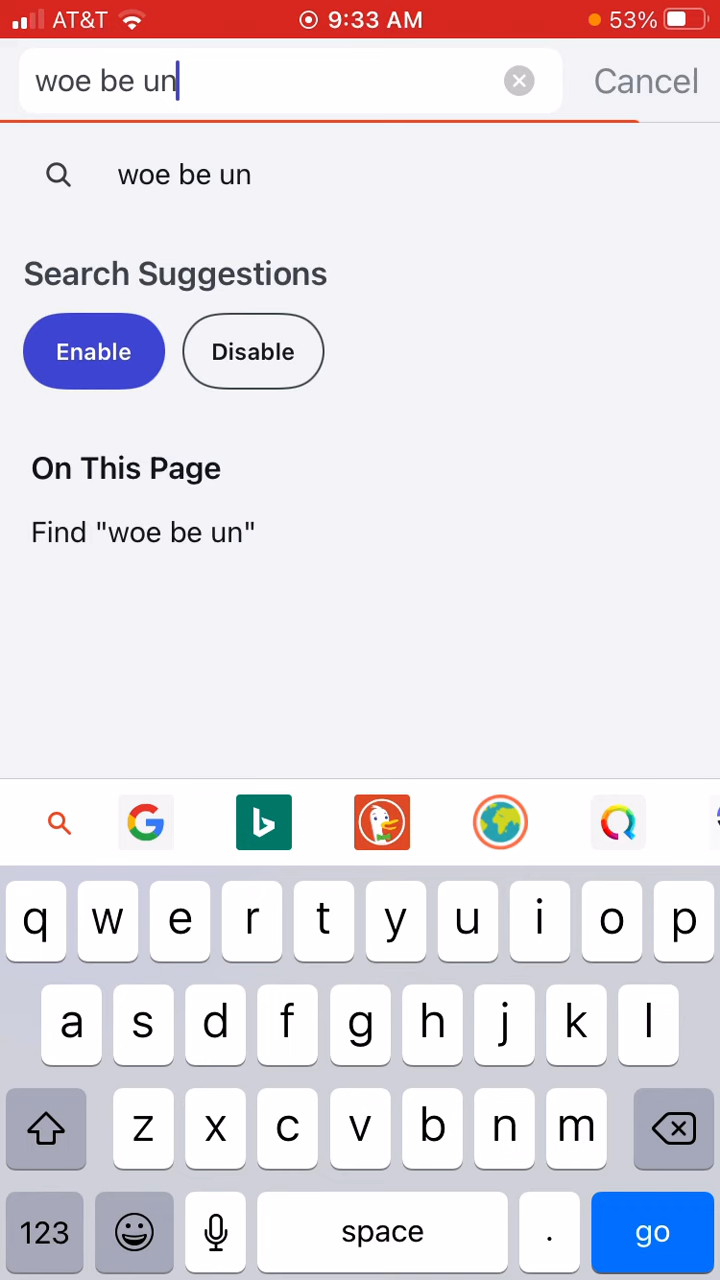 AT&T 9:33 AM 53%
woe be un Cancel
woe be un
Search Suggestions
Enable Disable
On This Page
Find "woe be un"
q w e r t y u i o p
a s d f g h j k l
z x c v b n m
123 space . go